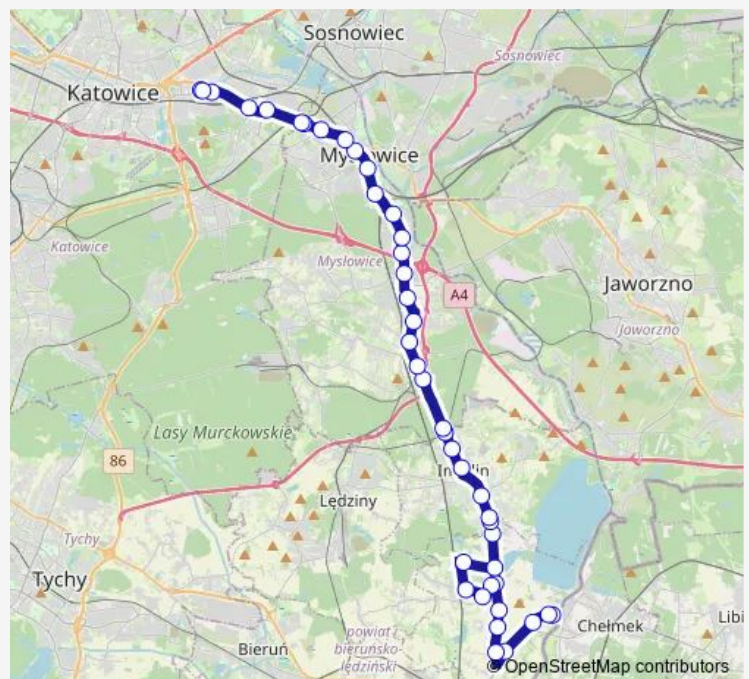 Sosnowiec
Sosnowiec
Katowice
Katowice
Mysłowice
A4
Jaworzno
Jaworzno
Lasy Murckowskie
86
Lędziny
Tychy
Tychy
Bieruń
powiat
bieruńsko-
lędziński
Chełmek
Libi
© OpenStreetMap contributors